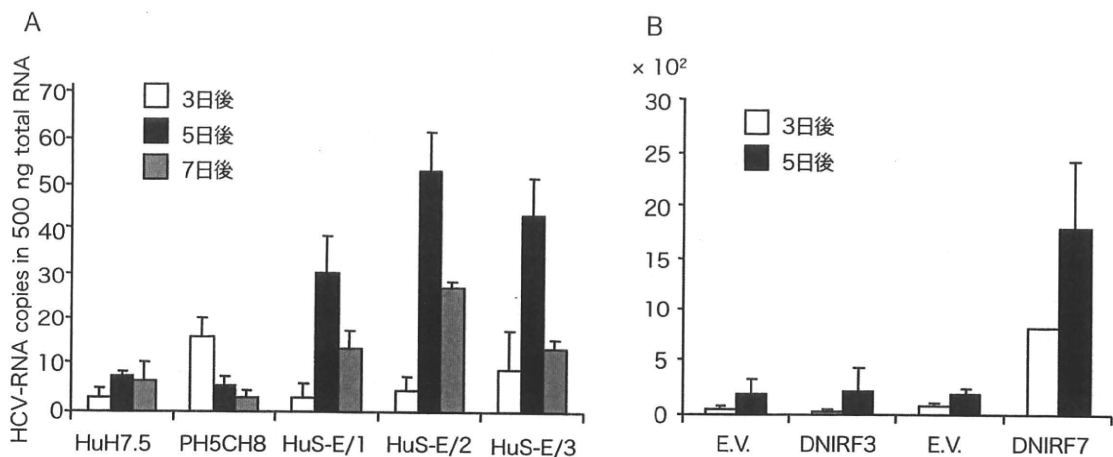 A
HCV-RNA copies in 500 ng total RNA
70
60
50
40
30
20
10
0
3日後
5日後
7日後
HuH7.5
PH5CH8
HuS-E/1
HuS-E/2
HuS-E/3
B
× 10²
30
25
20
15
10
5
0
3日後
5日後
E.V.
DNIRF3
E.V.
DNIRF7